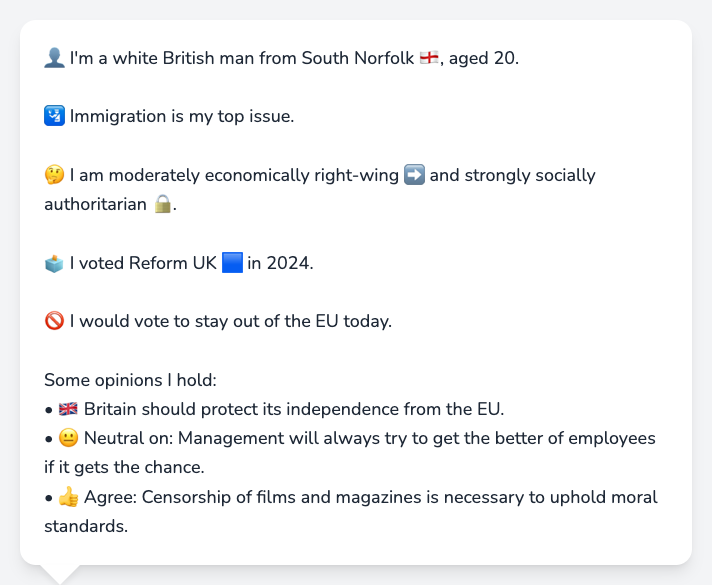 👤 I'm a white British man from South Norfolk 🏴󠁧󠁢󠁥󠁮󠁧󠁿, aged 20.
🛂 Immigration is my top issue.
🤔 I am moderately economically right-wing ➡️ and strongly socially
authoritarian 🔒.
🗳️ I voted Reform UK 🟦 in 2024.
🚫 I would vote to stay out of the EU today.
Some opinions I hold:
• 🇬🇧 Britain should protect its independence from the EU.
• 😐 Neutral on: Management will always try to get the better of employees
if it gets the chance.
• 👍 Agree: Censorship of films and magazines is necessary to uphold moral
standards.